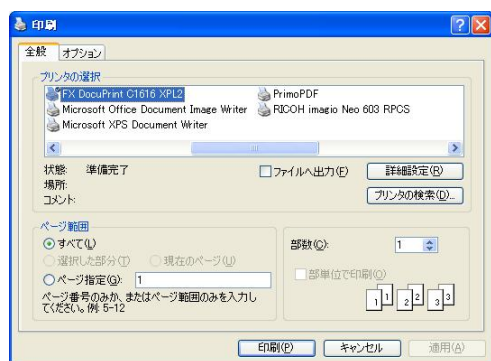 印刷
全般 オプション
プリンタの選択
FX DocuPrint C1616 XPL2
PrimoPDF
Microsoft Office Document Image Writer
RICOH imagio Neo 603 RPCS
Microsoft XPS Document Writer
状態: 準備完了
場所:
コメント:
ファイルへ出力(F)
詳細設定(R)
プリンタの検索(D)...
ページ範囲
すべて(L)
選択した部分(T) 現在のページ(U)
ページ指定(G): 1
ページ番号のみか、またはページ範囲のみを入力し
てください。例: 5-12
部数(C): 1
部単位で印刷(O)
1 1 2 2 3 3
印刷(P) キャンセル 適用(A)